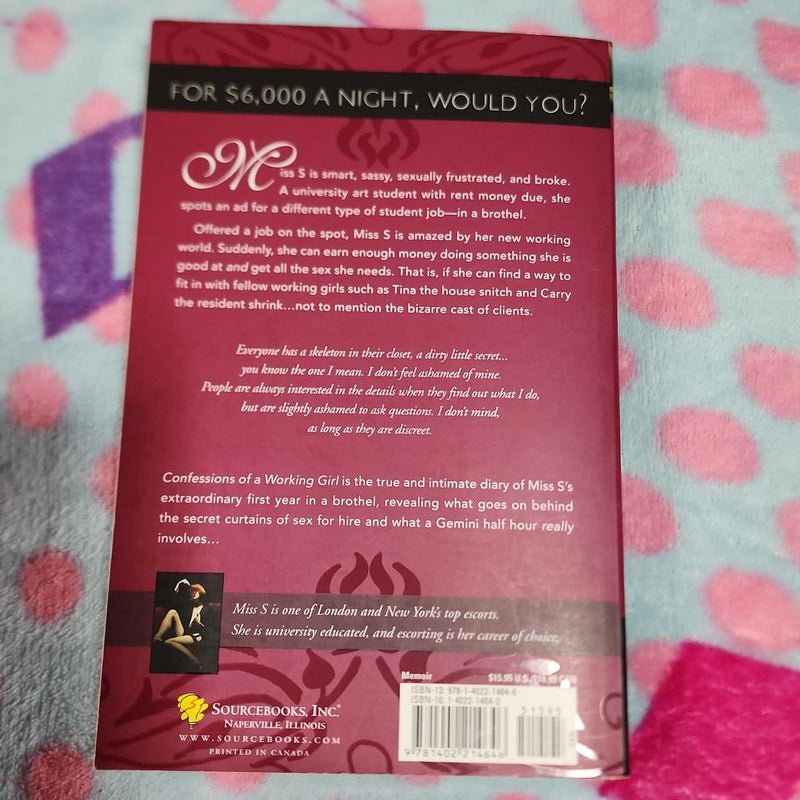 FOR $6,000 A NIGHT, WOULD YOU?
Miss S is smart, sassy, sexually frustrated, and broke.
A university art student with rent money due, she
spots an ad for a different type of student job—in a brothel.
Offered a job on the spot, Miss S is amazed by her new working
world. Suddenly, she can earn enough money doing something she is
good at and get all the sex she needs. That is, if she can find a way to
fit in with fellow working girls such as Tina the house snitch and Carry
the resident shrink...not to mention the bizarre cast of clients.
Everyone has a skeleton in their closet, a dirty little secret...
you know the one I mean. I don't feel ashamed of mine.
People are always interested in the details when they find out what I do,
but are slightly ashamed to ask questions. I don't mind,
as long as they are discreet.
Confessions of a Working Girl is the true and intimate diary of Miss S's
extraordinary first year in a brothel, revealing what goes on behind
the secret curtains of sex for hire and what a Gemini half hour really
involves...
Miss S is one of London and New York's top escorts.
She is university educated, and escorting is her career of choice.
Memoir
$15.95 U.S.
ISBN-13: 978-1-4022-1464-6
ISBN-10: 1-4022-1464-2
51595
9 781402 214646
SOURCEBOOKS, INC.®
NAPERVILLE, ILLINOIS
WWW.SOURCEBOOKS.COM
PRINTED IN CANADA